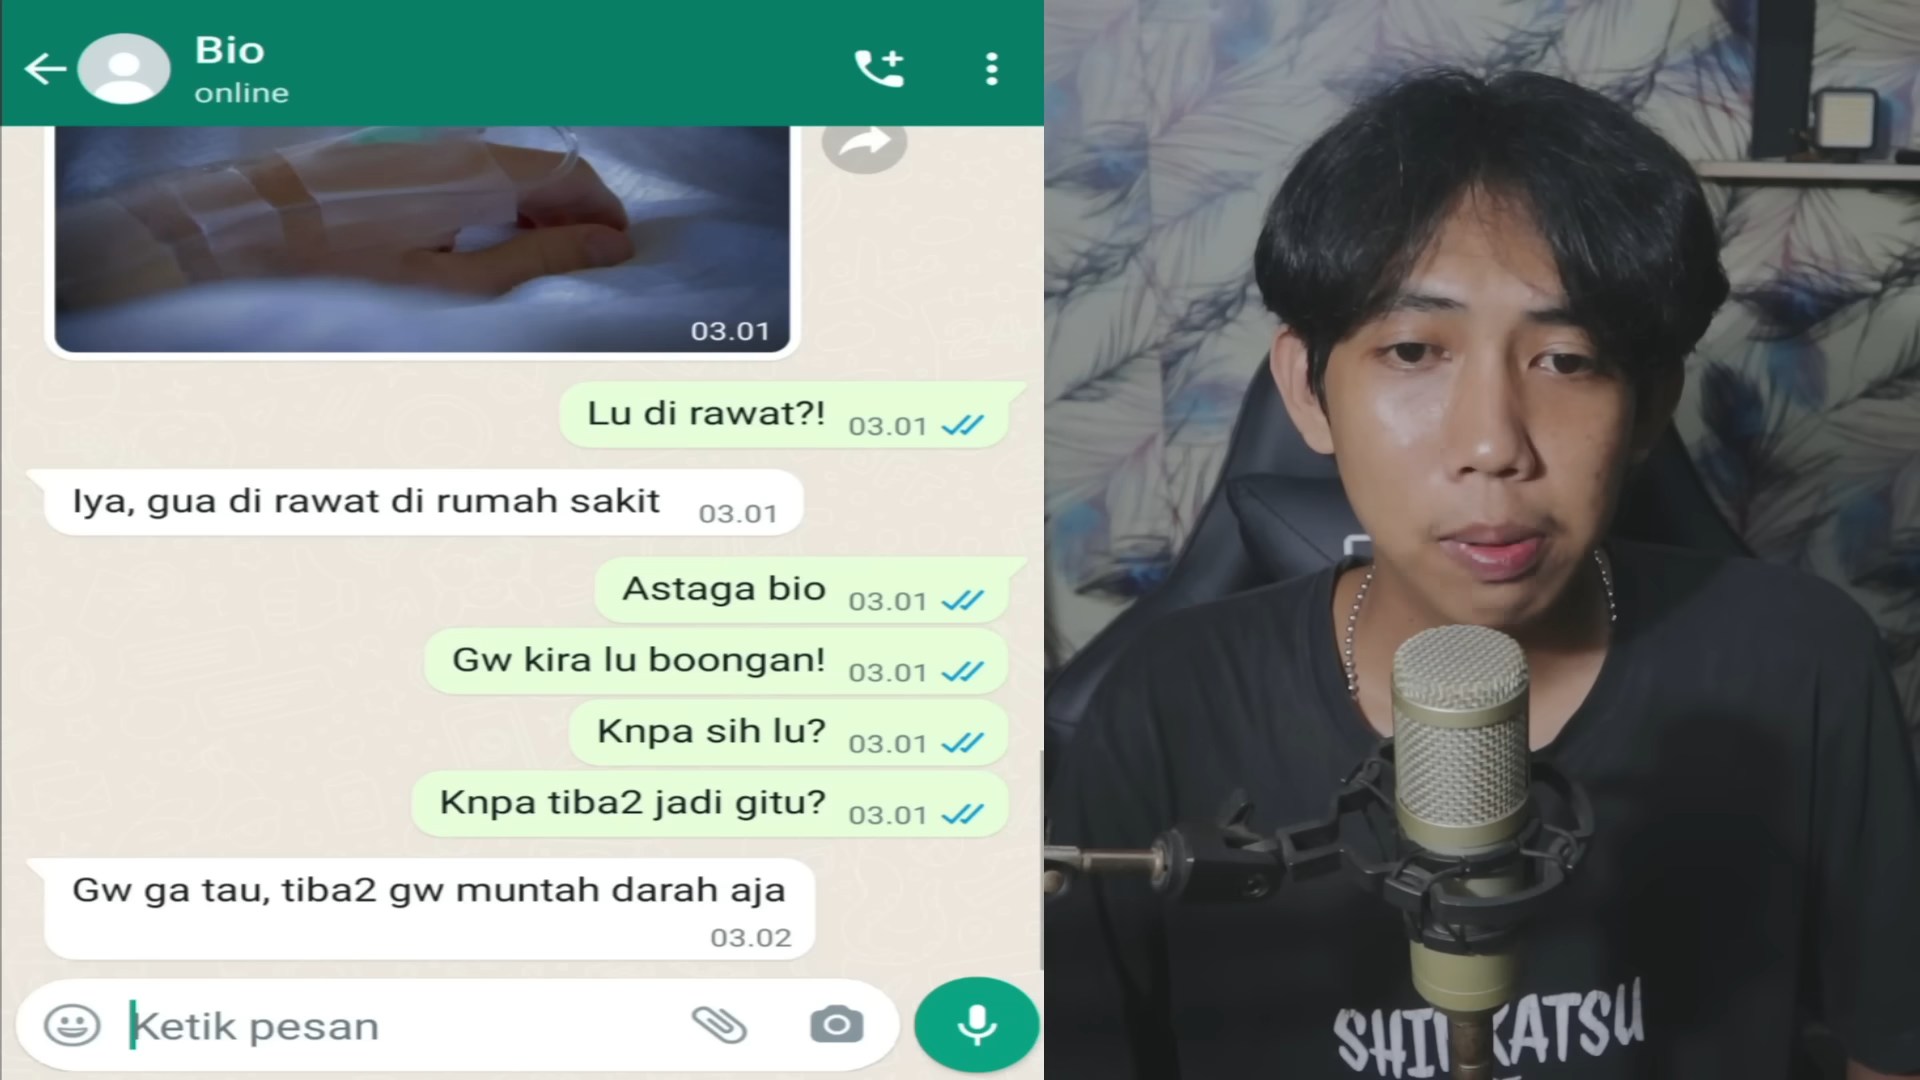 Bio
online
03.01
Lu di rawat?! 03.01
Iya, gua di rawat di rumah sakit 03.01
Astaga bio 03.01
Gw kira lu boongan! 03.01
Knpa sih lu? 03.01
Knpa tiba2 jadi gitu? 03.01
Gw ga tau, tiba2 gw muntah darah aja
03.02
Ketik pesan